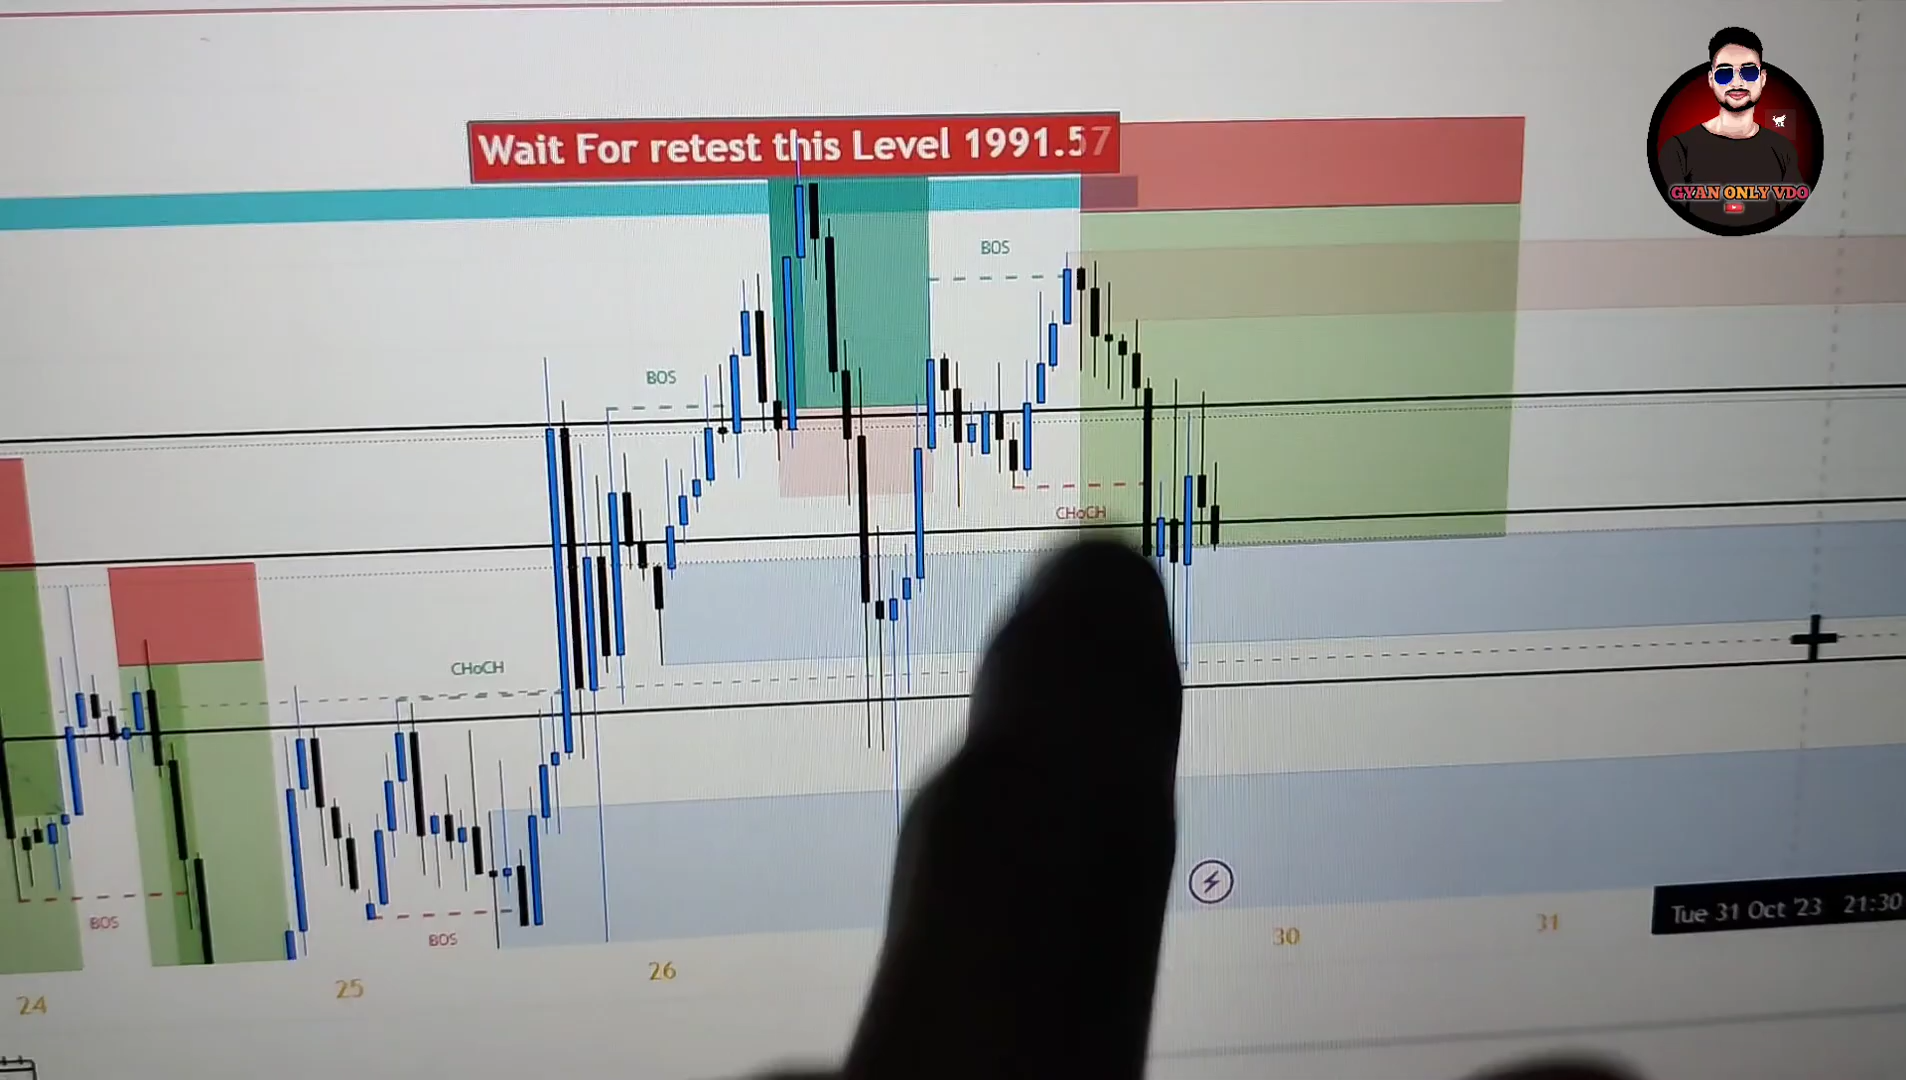 Wait For retest this Level 1991.57
GYAN ONLY VDO
BOS
BOS
CHoCH
CHoCH
BOS
BOS
24
25
26
30
31
Tue 31 Oct '23 21:30